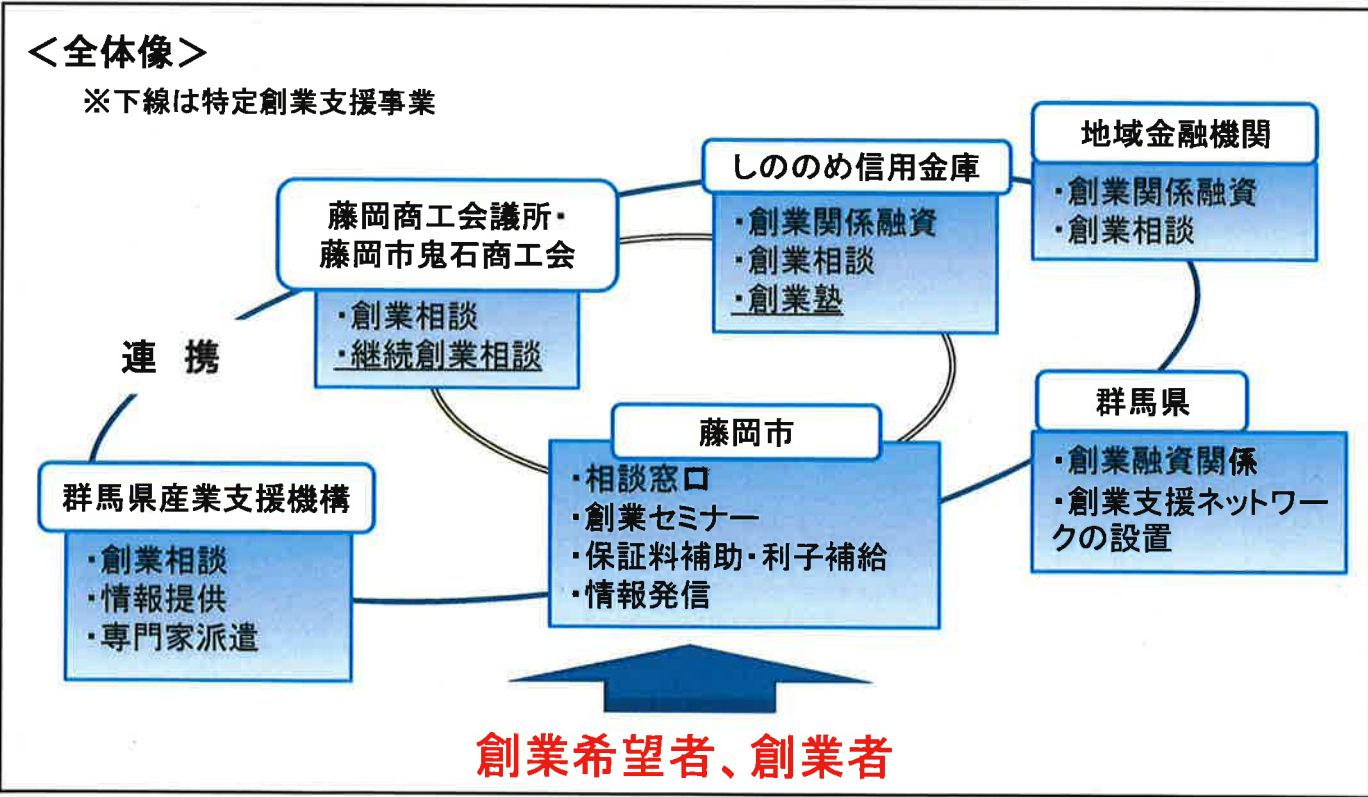 ＜全体像＞
※下線は特定創業支援事業
地域金融機関
・創業関係融資
・創業相談
しののめ信用金庫
・創業関係融資
・創業相談
・創業塾
藤岡商工会議所・
藤岡市鬼石商工会
・創業相談
・継続創業相談
連 携
群馬県
・創業融資関係
・創業支援ネットワー
クの設置
藤岡市
・相談窓口
・創業セミナー
・保証料補助・利子補給
・情報発信
群馬県産業支援機構
・創業相談
・情報提供
・専門家派遣
創業希望者、創業者